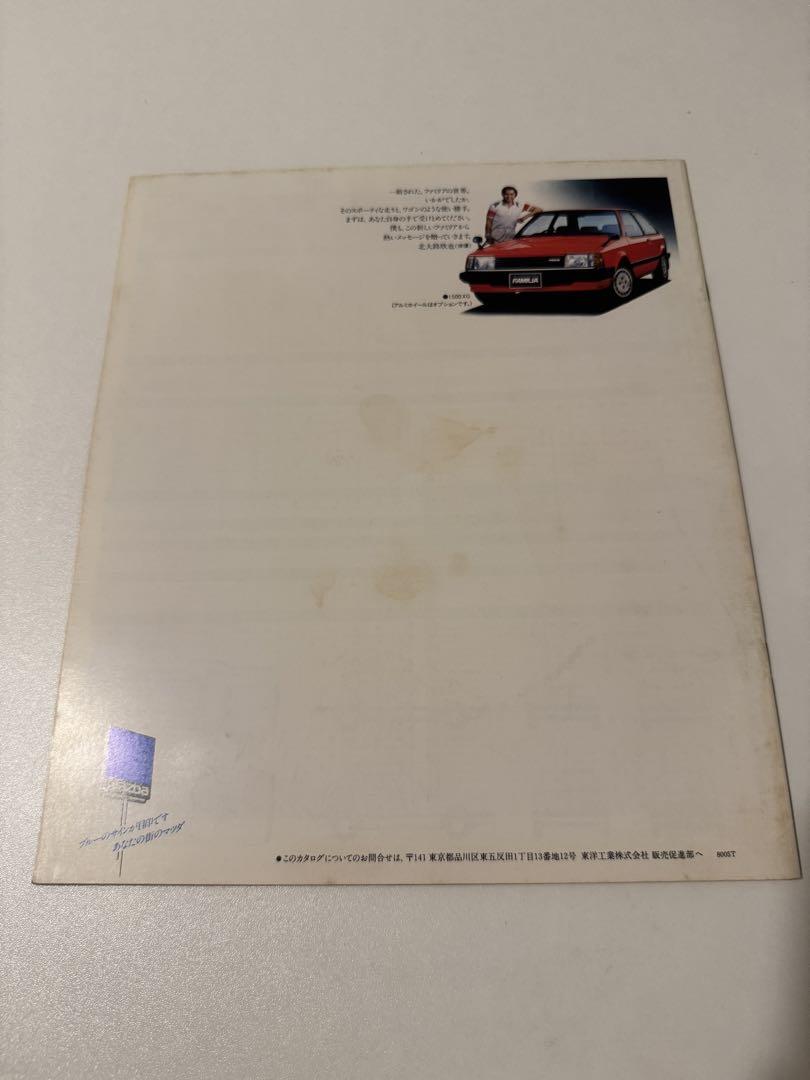 一新された、ファミリアの世界。
いかがでしたか。
そのスポーティな走りと、ワゴンのような使い勝手。
まずは、あなた自身の手で受けとめてください。
僕も、この新しいファミリアから
熱いメッセージを贈っていきます。
北大路欣也(俳優)
FAMILIA
●1500XG
(アルミホイールはオプションです。)
mazda
ブルーのサインが目印です
あなたの街のマツダ
●このカタログについてのお問合せは、〒141 東京都品川区東五反田1丁目13番地12号 東洋工業株式会社 販売促進部へ 8005T